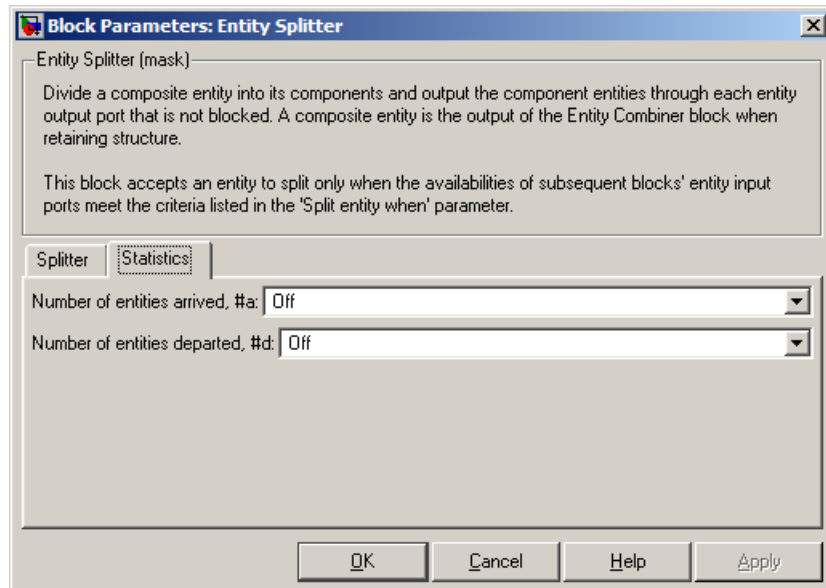 Block Parameters: Entity Splitter
Entity Splitter (mask)
Divide a composite entity into its components and output the component entities through each entity
output port that is not blocked. A composite entity is the output of the Entity Combiner block when
retaining structure.
This block accepts an entity to split only when the availabilities of subsequent blocks' entity input
ports meet the criteria listed in the 'Split entity when' parameter.
Splitter Statistics
Number of entities arrived, #a: Off
Number of entities departed, #d: Off
OK Cancel Help Apply